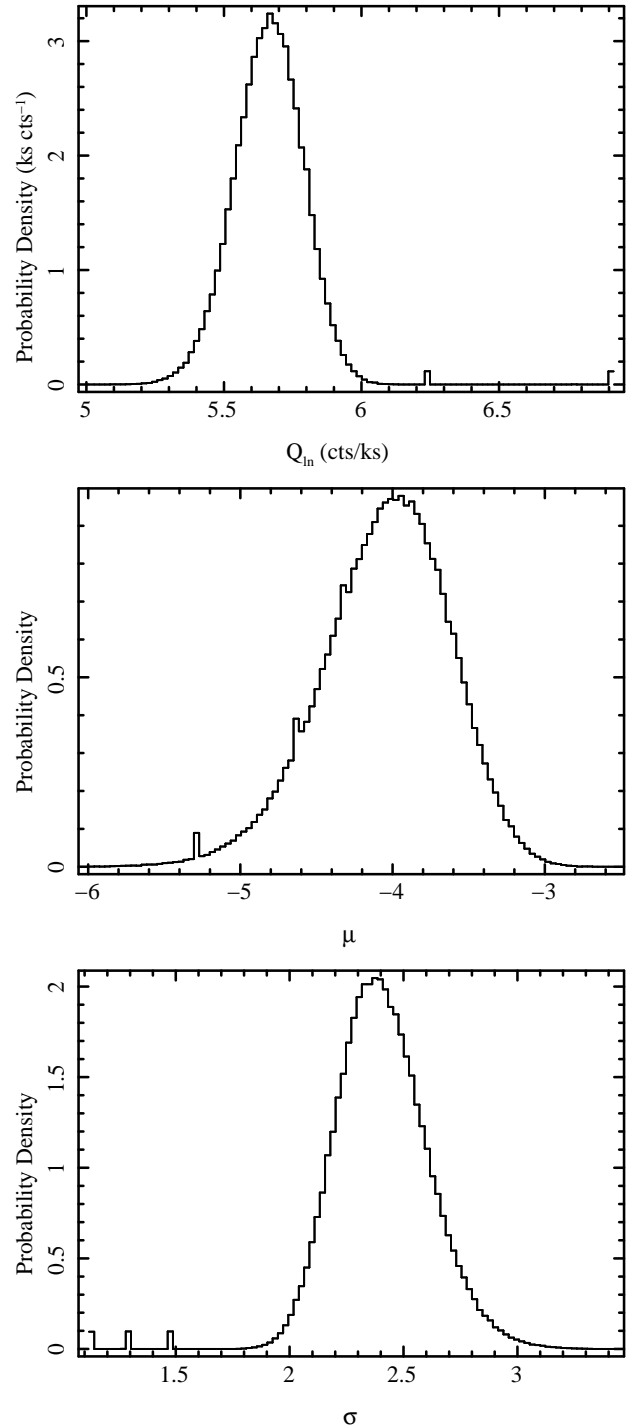 Probability Density (ks cts⁻¹)
3
2
1
0
5 5.5 6 6.5
Q_ln (cts/ks)
Probability Density
0.5
0
−6 −5 −4 −3
μ
Probability Density
2
1.5
1
0.5
0
1.5 2 2.5 3
σ